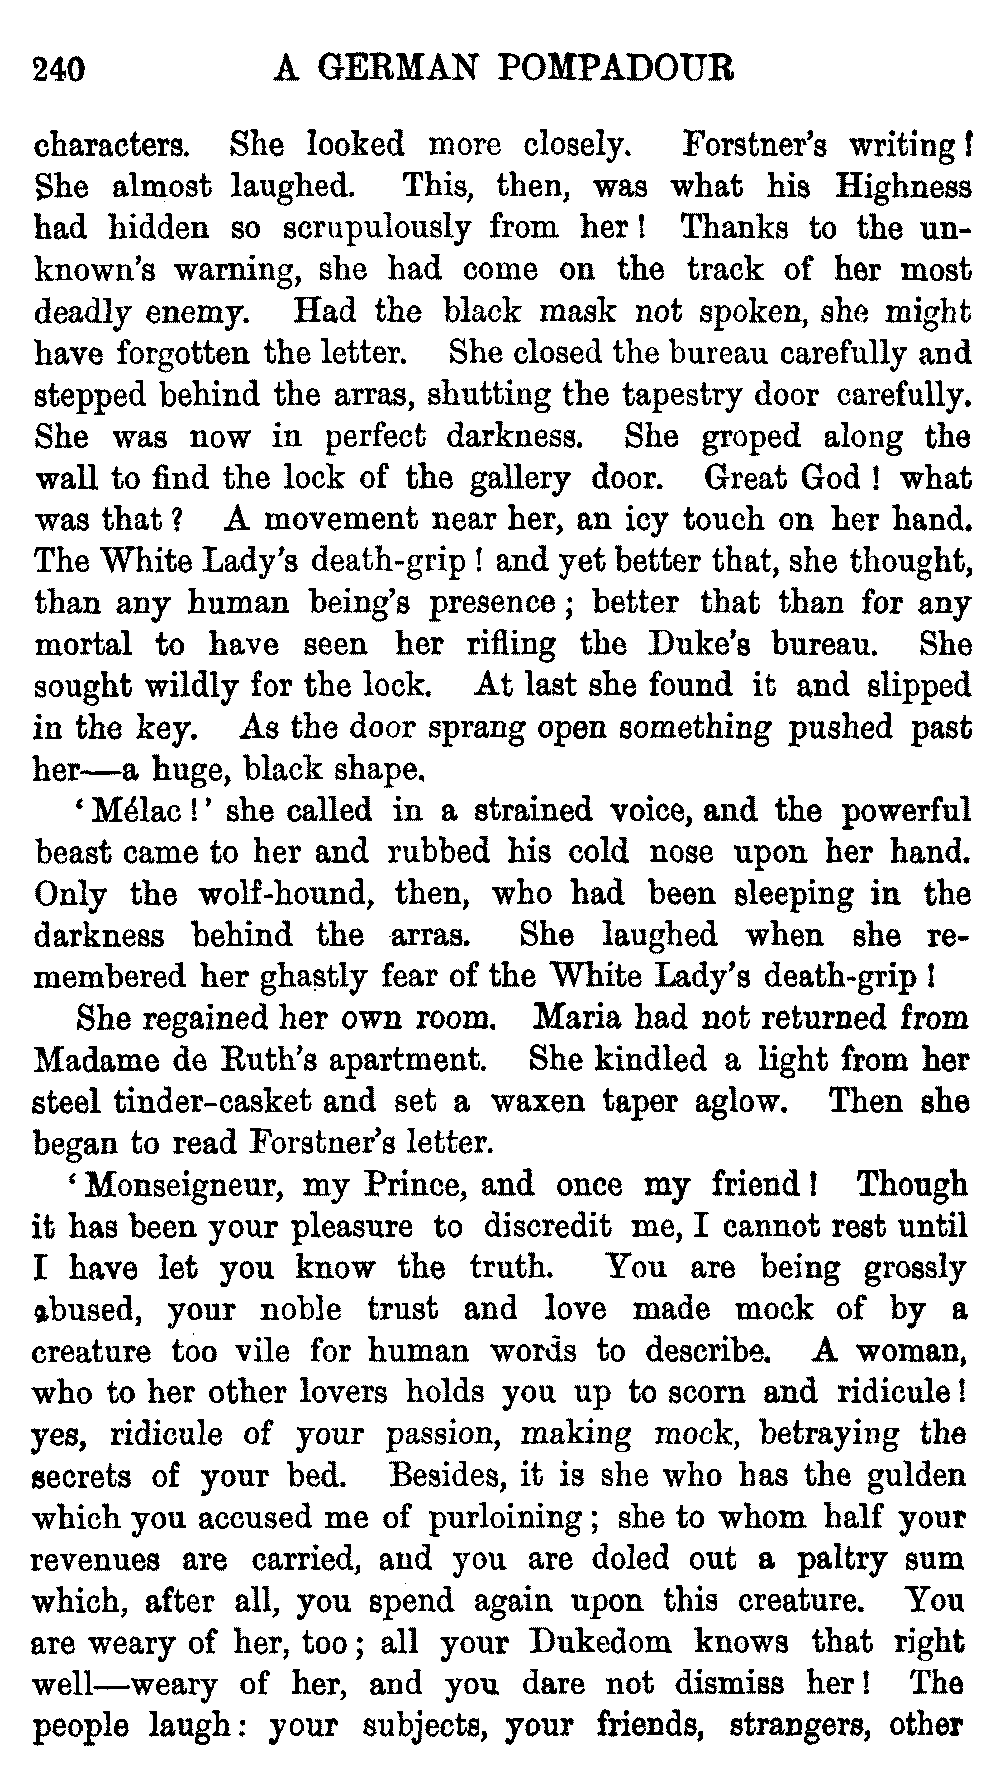 240 A GERMAN POMPADOUR
characters. She looked more closely. Forstner's writing!
She almost laughed. This, then, was what his Highness
had hidden so scrupulously from her! Thanks to the un-
known's warning, she had come on the track of her most
deadly enemy. Had the black mask not spoken, she might
have forgotten the letter. She closed the bureau carefully and
stepped behind the arras, shutting the tapestry door carefully.
She was now in perfect darkness. She groped along the
wall to find the lock of the gallery door. Great God! what
was that? A movement near her, an icy touch on her hand.
The White Lady's death-grip! and yet better that, she thought,
than any human being's presence; better that than for any
mortal to have seen her rifling the Duke's bureau. She
sought wildly for the lock. At last she found it and slipped
in the key. As the door sprang open something pushed past
her—a huge, black shape.
'Mélac!' she called in a strained voice, and the powerful
beast came to her and rubbed his cold nose upon her hand.
Only the wolf-hound, then, who had been sleeping in the
darkness behind the arras. She laughed when she re-
membered her ghastly fear of the White Lady's death-grip!
She regained her own room. Maria had not returned from
Madame de Ruth's apartment. She kindled a light from her
steel tinder-casket and set a waxen taper aglow. Then she
began to read Forstner's letter.
'Monseigneur, my Prince, and once my friend! Though
it has been your pleasure to discredit me, I cannot rest until
I have let you know the truth. You are being grossly
abused, your noble trust and love made mock of by a
creature too vile for human words to describe. A woman,
who to her other lovers holds you up to scorn and ridicule!
yes, ridicule of your passion, making mock, betraying the
secrets of your bed. Besides, it is she who has the gulden
which you accused me of purloining; she to whom half your
revenues are carried, and you are doled out a paltry sum
which, after all, you spend again upon this creature. You
are weary of her, too; all your Dukedom knows that right
well—weary of her, and you dare not dismiss her! The
people laugh: your subjects, your friends, strangers, other